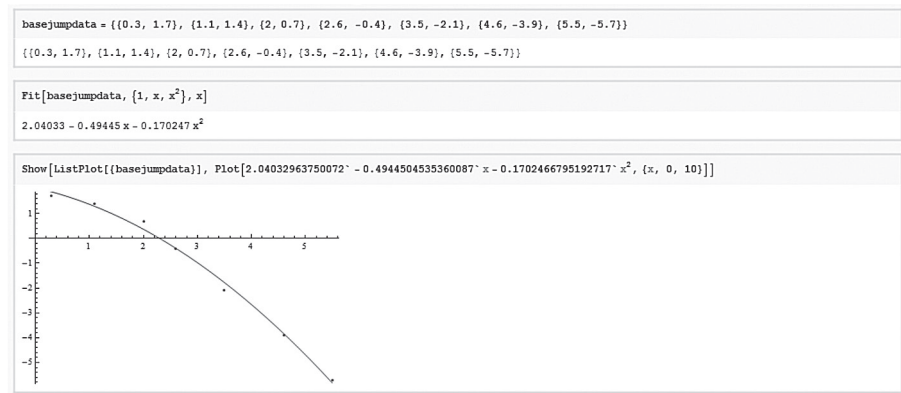 basejumpdata = {{0.3, 1.7}, {1.1, 1.4}, {2, 0.7}, {2.6, -0.4}, {3.5, -2.1}, {4.6, -3.9}, {5.5, -5.7}}
{{0.3, 1.7}, {1.1, 1.4}, {2, 0.7}, {2.6, -0.4}, {3.5, -2.1}, {4.6, -3.9}, {5.5, -5.7}}
Fit[basejumpdata, {1, x, x²}, x]
2.04033 - 0.49445 x - 0.170247 x²
Show[ListPlot[{basejumpdata}], Plot[2.04032963750072` - 0.4944504535360087` x - 0.1702466795192717` x², {x, 0, 10}]]
1
1 2 3 4 5
-1
-2
-3
-4
-5